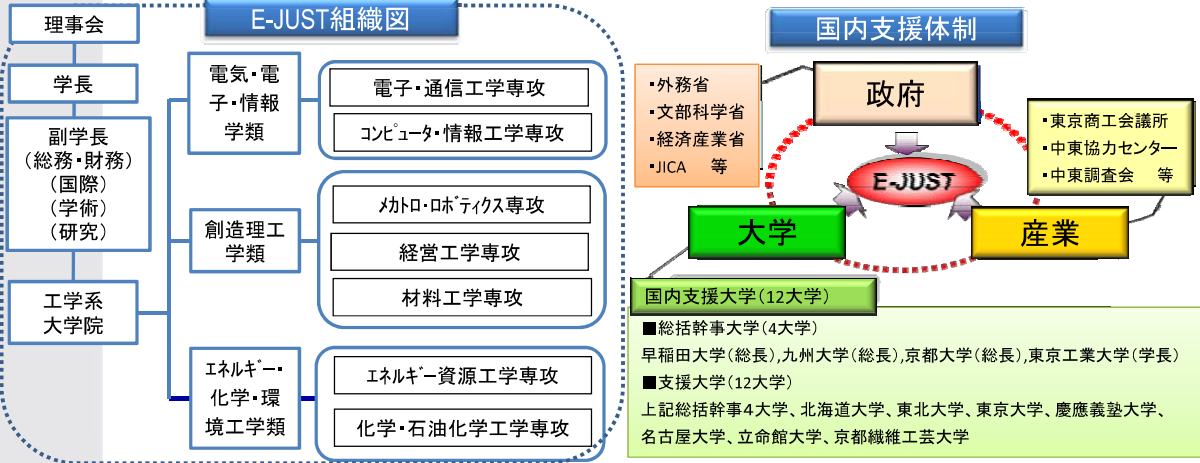 E-JUST組織図
理事会
学長
副学長
(総務・財務)
(国際)
(学術)
(研究)
工学系
大学院
電気・電
子・情報
学類
電子・通信工学専攻
コンピュータ・情報工学専攻
創造理工
学類
メカトロ・ロボティクス専攻
経営工学専攻
材料工学専攻
エネルギー・
化学・環
境工学類
エネルギー資源工学専攻
化学・石油化学工学専攻
国内支援体制
・外務省
・文部科学省
・経済産業省
・JICA 等
政府
・東京商工会議所
・中東協力センター
・中東調査会 等
E-JUST
大学
産業
国内支援大学(12大学)
■総括幹事大学(4大学)
早稲田大学(総長),九州大学(総長),京都大学(総長),東京工業大学(学長)
■支援大学(12大学)
上記総括幹事4大学、北海道大学、東北大学、東京大学、慶應義塾大学、
名古屋大学、立命館大学、京都繊維工芸大学